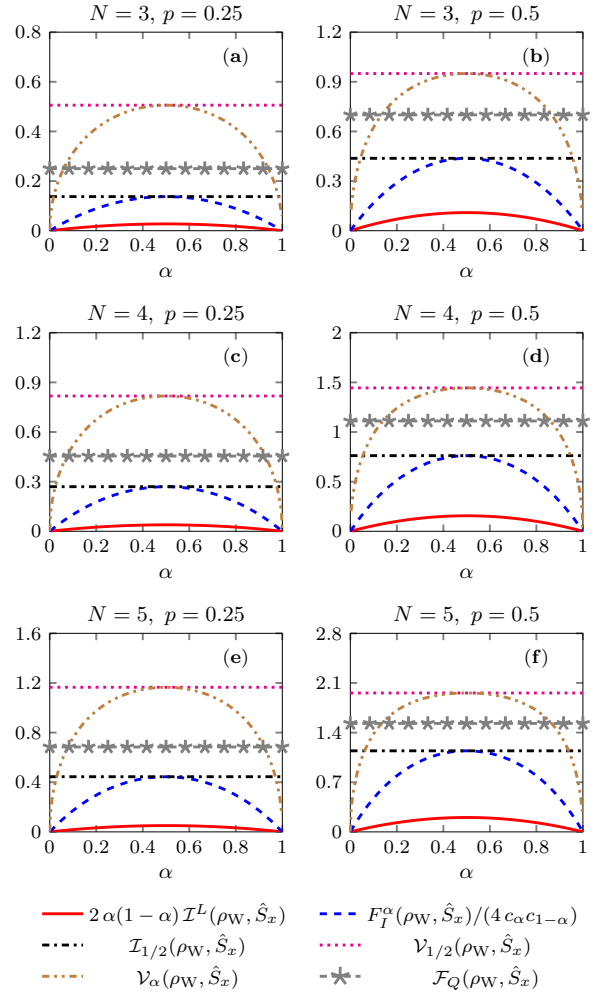 N = 3, p = 0.25
N = 3, p = 0.5
0.8
0.6
0.4
0.2
0
(a)
0 0.2 0.4 0.6 0.8 1
α
1.2
0.9
0.6
0.3
0
(b)
0 0.2 0.4 0.6 0.8 1
α
N = 4, p = 0.25
N = 4, p = 0.5
1.2
0.9
0.6
0.3
0
(c)
0 0.2 0.4 0.6 0.8 1
α
2
1.5
1
0.5
0
(d)
0 0.2 0.4 0.6 0.8 1
α
N = 5, p = 0.25
N = 5, p = 0.5
1.6
1.2
0.8
0.4
0
(e)
0 0.2 0.4 0.6 0.8 1
α
2.8
2.1
1.4
0.7
0
(f)
0 0.2 0.4 0.6 0.8 1
α
2 α(1 − α) ℐ^L(ρ_W, Ŝ_x)
F_I^α(ρ_W, Ŝ_x)/(4 c_α c_{1−α})
ℐ_{1/2}(ρ_W, Ŝ_x)
𝒱_{1/2}(ρ_W, Ŝ_x)
𝒱_α(ρ_W, Ŝ_x)
ℱ_Q(ρ_W, Ŝ_x)